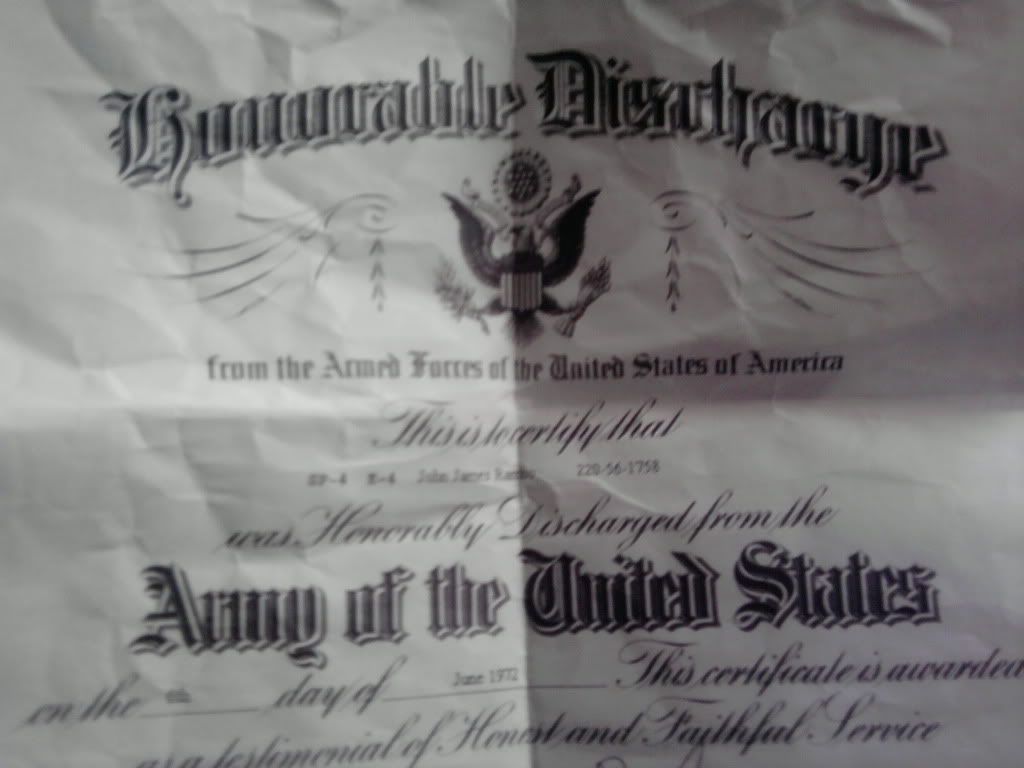 Honorable Discharge
from the Armed Forces of the United States of America
This is to certify that
SP-4 E-4 John James 220-56-1758
was Honorably Discharged from the
Army of the United States
on the day of June 1972 This certificate is awarded
as a testimonial of Honest and Faithful Service